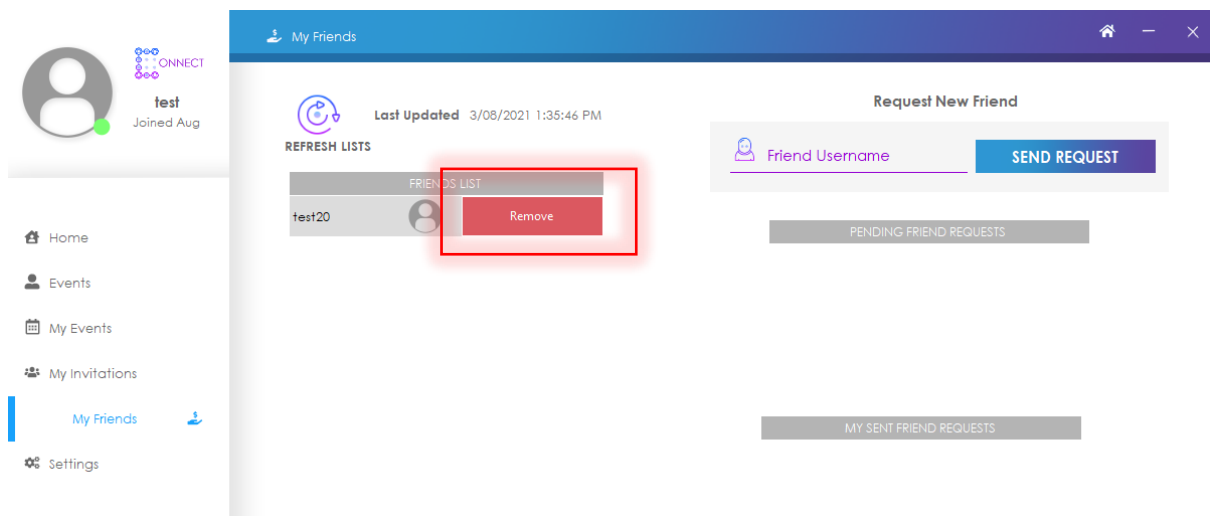 ONNECT
test
Joined Aug
Home
Events
My Events
My Invitations
My Friends
Settings
My Friends
Last Updated 3/08/2021 1:35:46 PM
REFRESH LISTS
FRIENDS LIST
test20 Remove
Request New Friend
Friend Username SEND REQUEST
PENDING FRIEND REQUESTS
MY SENT FRIEND REQUESTS